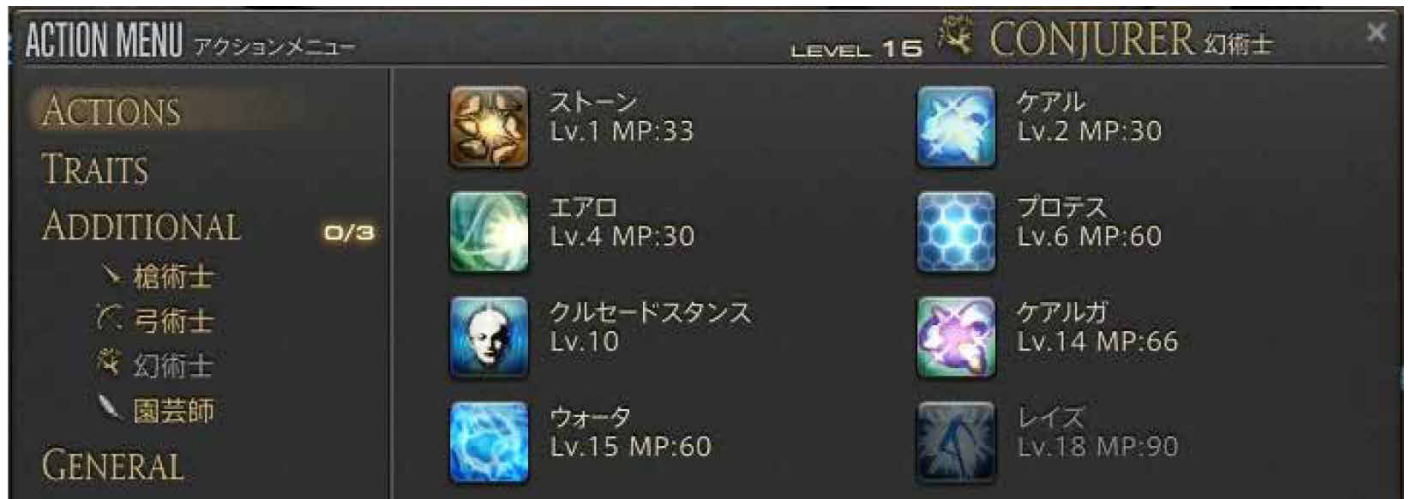 ACTION MENU アクションメニュー
LEVEL 15 CONJURER 幻術士
ACTIONS
TRAITS
ADDITIONAL 0/3
槍術士
弓術士
幻術士
園芸師
GENERAL
ストーン
Lv.1 MP:33
ケアル
Lv.2 MP:30
エアロ
Lv.4 MP:30
プロテス
Lv.6 MP:60
クルセードスタンス
Lv.10
ケアルガ
Lv.14 MP:66
ウォータ
Lv.15 MP:60
レイズ
Lv.18 MP:90